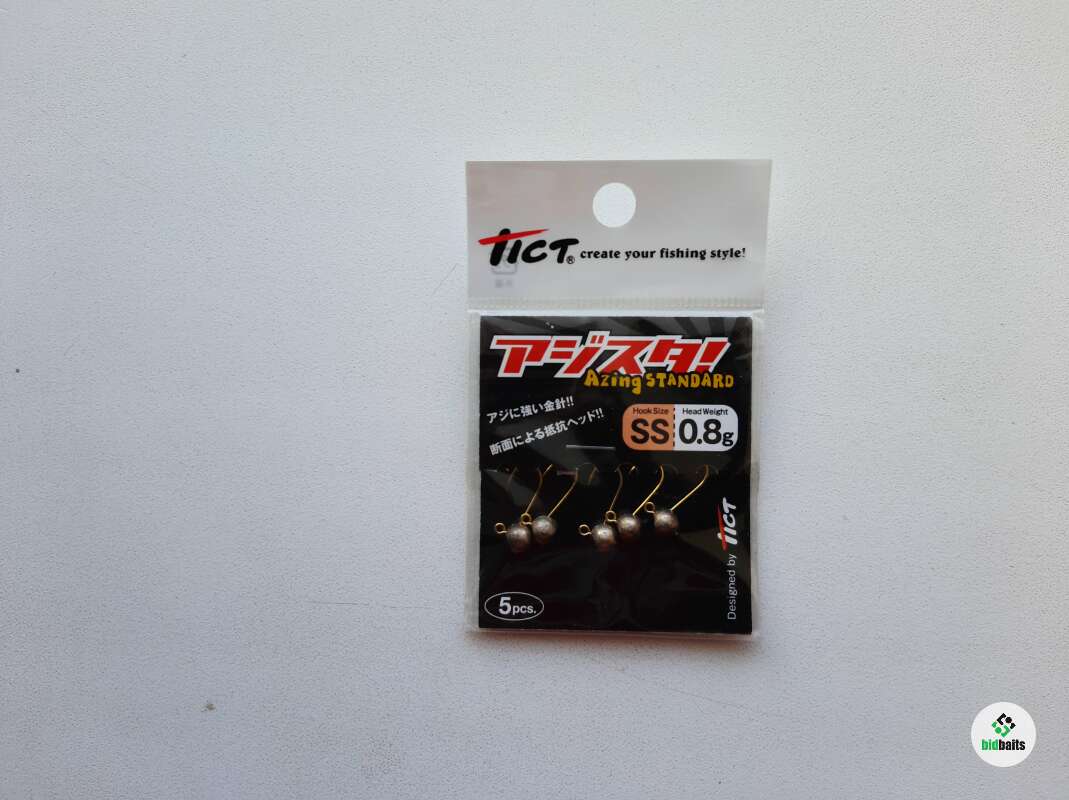 TICT® create your fishing style!
アジスタ!
Azing STANDARD
アジに強い金針!!
断面による抵抗ヘッド!!
Hook Size
SS
Head Weight
0.8g
5pcs.
Designed by TICT
bidbaits